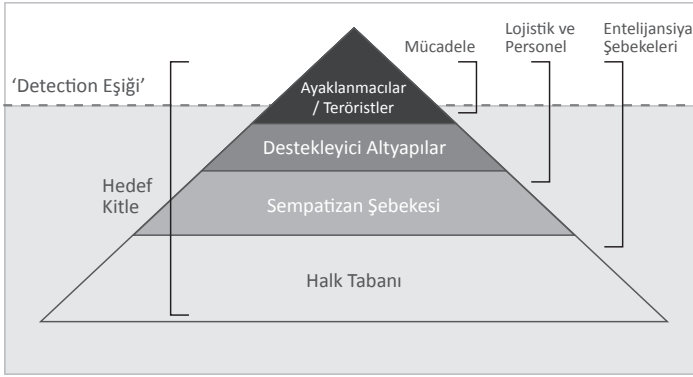 Lojistik ve
Personel
Entelijansiya
Şebekeleri
Mücadele
'Detection Eşiği'
Ayaklanmacılar
/ Teröristler
Destekleyici Altyapılar
Hedef
Kitle
Sempatizan Şebekesi
Halk Tabanı